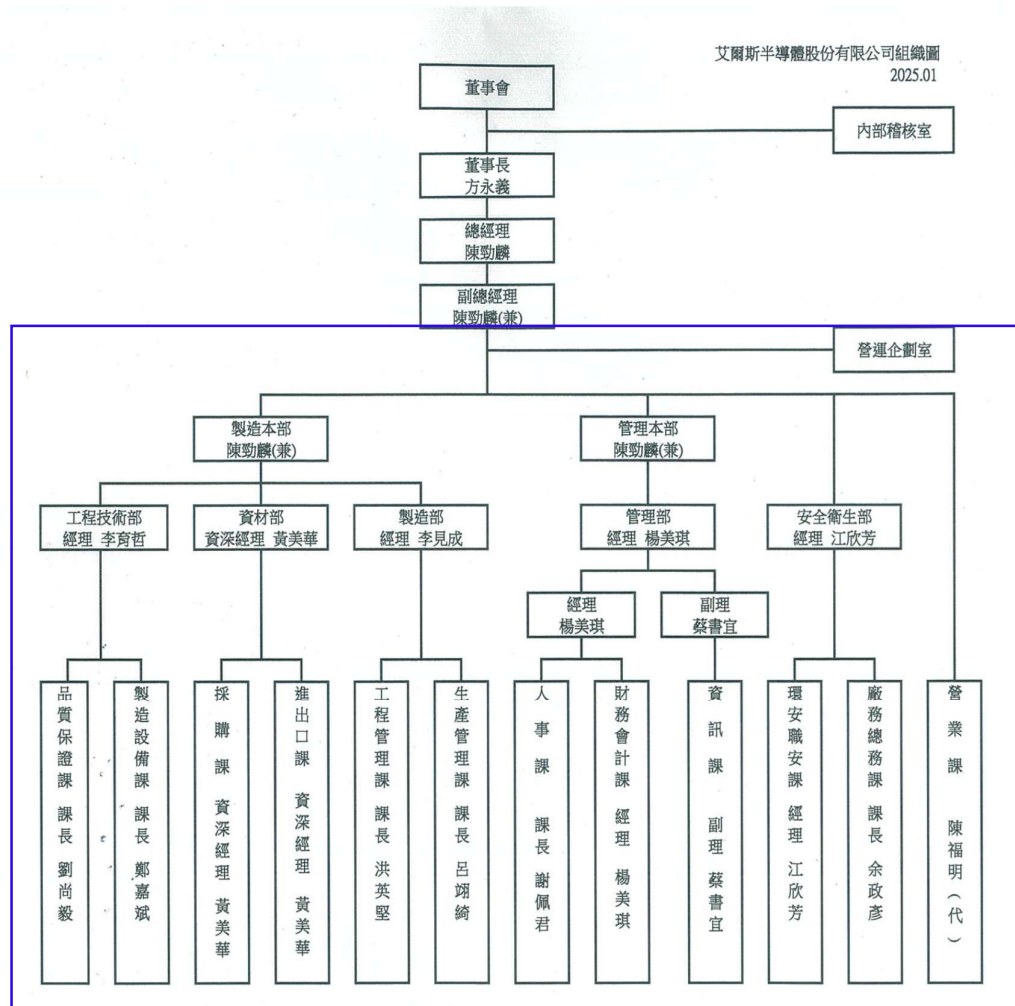 艾爾斯半導體股份有限公司組織圖
2025.01
董事會
內部稽核室
董事長
方永義
總經理
陳勁麟
副總經理
陳勁麟(兼)
營運企劃室
製造本部
陳勁麟(兼)
管理本部
陳勁麟(兼)
工程技術部
經理 李育哲
資材部
資深經理 黃美華
製造部
經理 李見成
管理部
經理 楊美琪
安全衛生部
經理 江欣芳
經理
楊美琪
副理
蔡書宜
品質保證課 課長 劉尚毅
製造設備課 課長 鄭嘉斌
採購課 資深經理 黃美華
進出口課 資深經理 黃美華
工程管理課 課長 洪英堅
生產管理課 課長 呂翊綺
人事課 課長 謝佩君
財務會計課 經理 楊美琪
資訊課 副理 蔡書宜
環安職安課 經理 江欣芳
廠務總務課 課長 余政彥
營業課 陳福明(代)